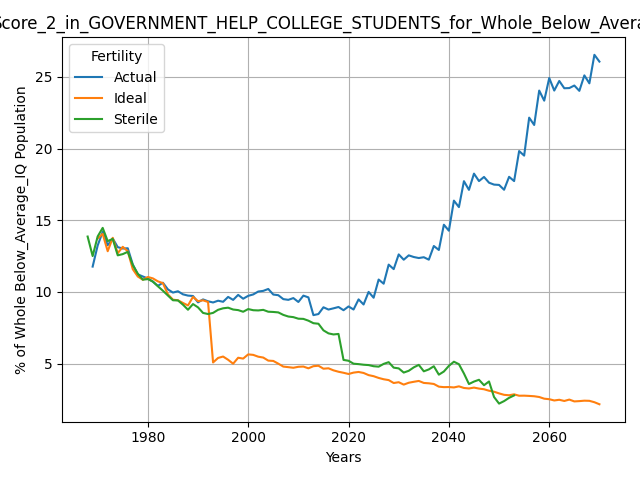 Score_2_in_GOVERNMENT_HELP_COLLEGE_STUDENTS_for_Whole_Below_Avera
Fertility
Actual
Ideal
Sterile
% of Whole Below_Average_IQ Population
25
20
15
10
5
1980 2000 2020 2040 2060
Years